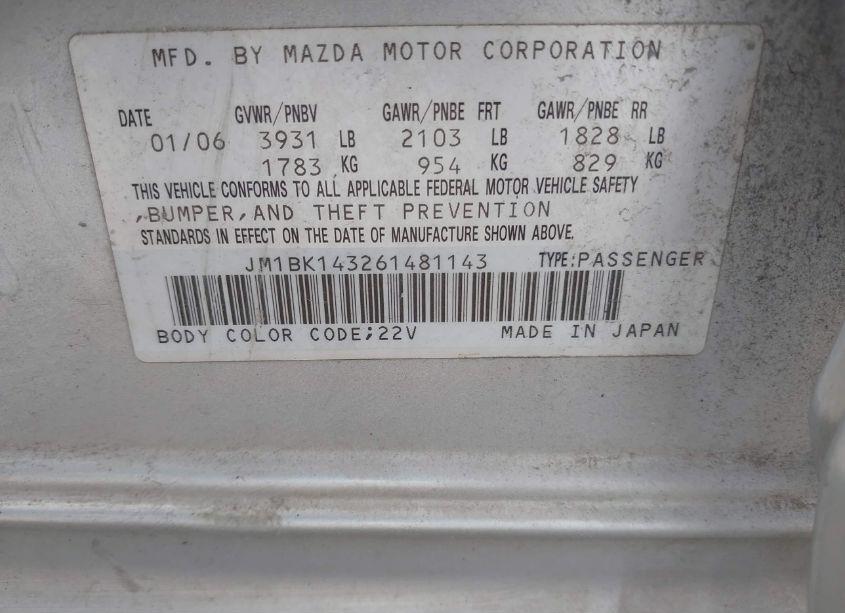 MFD. BY MAZDA MOTOR CORPORATION
DATE GVWR/PNBV GAWR/PNBE FRT GAWR/PNBE RR
01/06 3931 LB 2103 LB 1828 LB
1783 KG 954 KG 829 KG
THIS VEHICLE CONFORMS TO ALL APPLICABLE FEDERAL MOTOR VEHICLE SAFETY
,BUMPER,AND THEFT PREVENTION
STANDARDS IN EFFECT ON THE DATE OF MANUFACTURE SHOWN ABOVE.
JM1BK143261481143 TYPE:PASSENGER
BODY COLOR CODE;22V MADE IN JAPAN